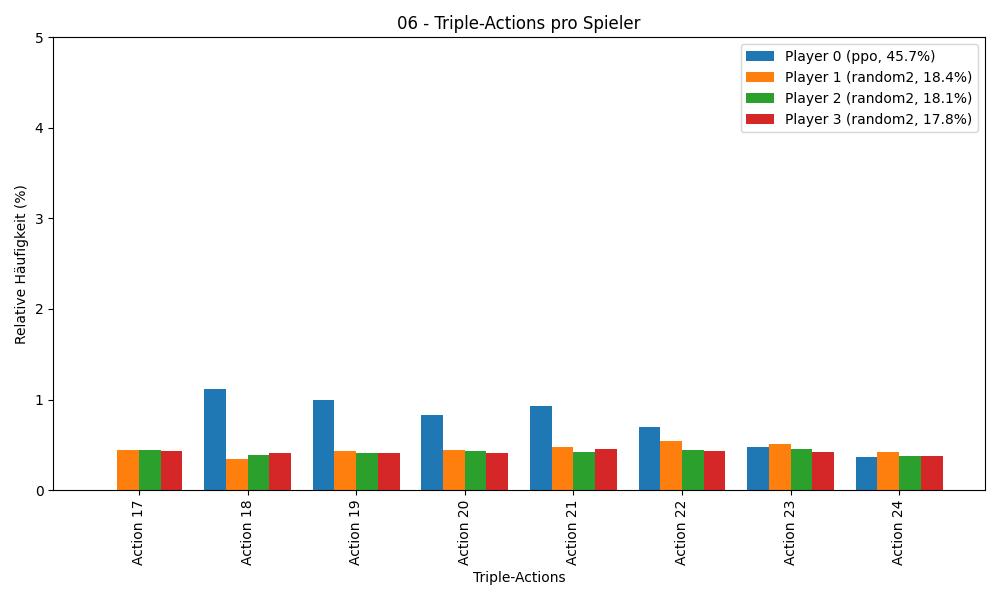 06 - Triple-Actions pro Spieler
Player 0 (ppo, 45.7%)
Player 1 (random2, 18.4%)
Player 2 (random2, 18.1%)
Player 3 (random2, 17.8%)
Relative Häufigkeit (%)
5
4
3
2
1
0
Action 17
Action 18
Action 19
Action 20
Action 21
Action 22
Action 23
Action 24
Triple-Actions